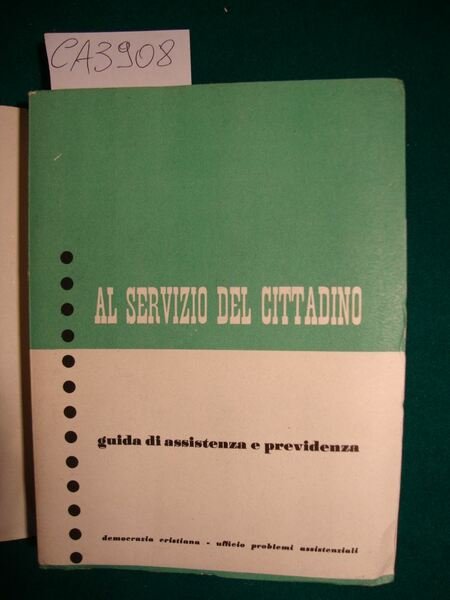 CA3908
AL SERVIZIO DEL CITTADINO
guida di assistenza e previdenza
democrazia cristiana - ufficio problemi assistenziali